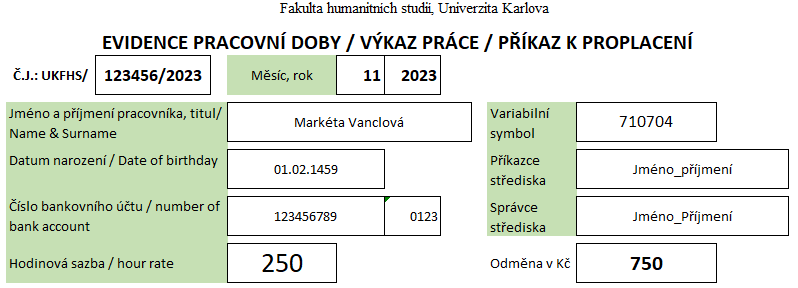 Fakulta humanitních studii, Univerzita Karlova
EVIDENCE PRACOVNÍ DOBY / VÝKAZ PRÁCE / PŘÍKAZ K PROPLACENÍ
Č.J.: UKFHS/ 123456/2023 Měsíc, rok 11 2023
Jméno a příjmení pracovníka, titul/
Name & Surname
Markéta Vanclová
Variabilní
symbol
710704
Datum narození / Date of birthday
01.02.1459
Příkazce
střediska
Jméno_příjmení
Číslo bankovního účtu / number of
bank account
123456789 0123
Správce
střediska
Jméno_Příjmení
Hodinová sazba / hour rate 250
Odměna v Kč 750